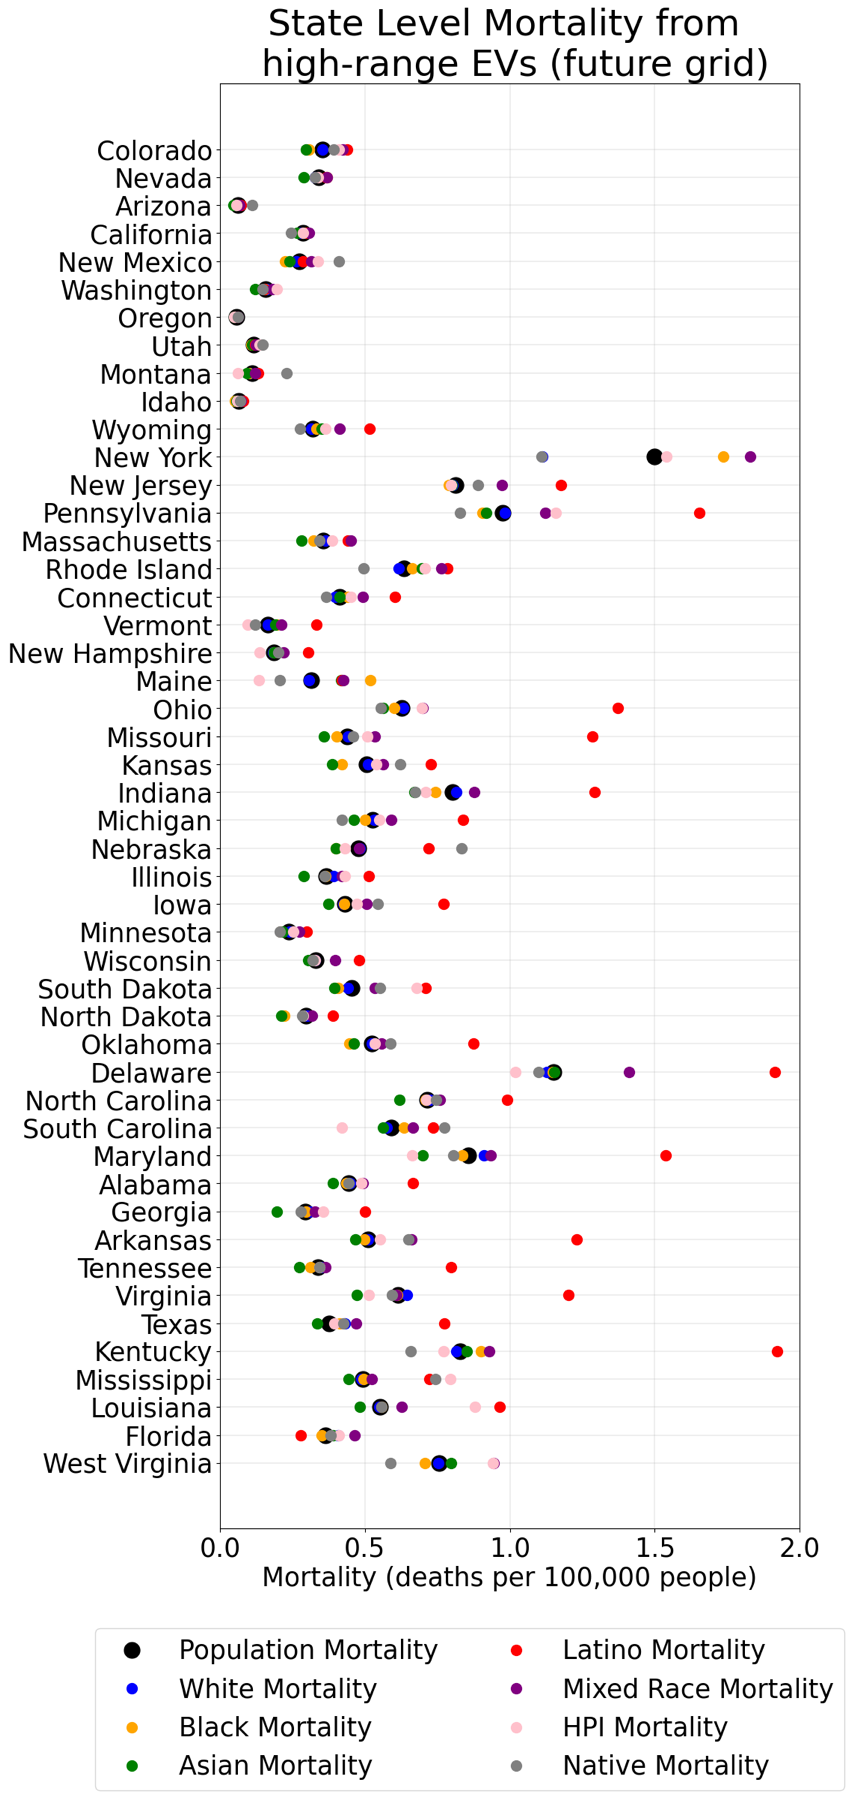 State Level Mortality from
high-range EVs (future grid)
Colorado
Nevada
Arizona
California
New Mexico
Washington
Oregon
Utah
Montana
Idaho
Wyoming
New York
New Jersey
Pennsylvania
Massachusetts
Rhode Island
Connecticut
Vermont
New Hampshire
Maine
Ohio
Missouri
Kansas
Indiana
Michigan
Nebraska
Illinois
Iowa
Minnesota
Wisconsin
South Dakota
North Dakota
Oklahoma
Delaware
North Carolina
South Carolina
Maryland
Alabama
Georgia
Arkansas
Tennessee
Virginia
Texas
Kentucky
Mississippi
Louisiana
Florida
West Virginia
0.0 0.5 1.0 1.5 2.0
Mortality (deaths per 100,000 people)
Population Mortality
White Mortality
Black Mortality
Asian Mortality
Latino Mortality
Mixed Race Mortality
HPI Mortality
Native Mortality